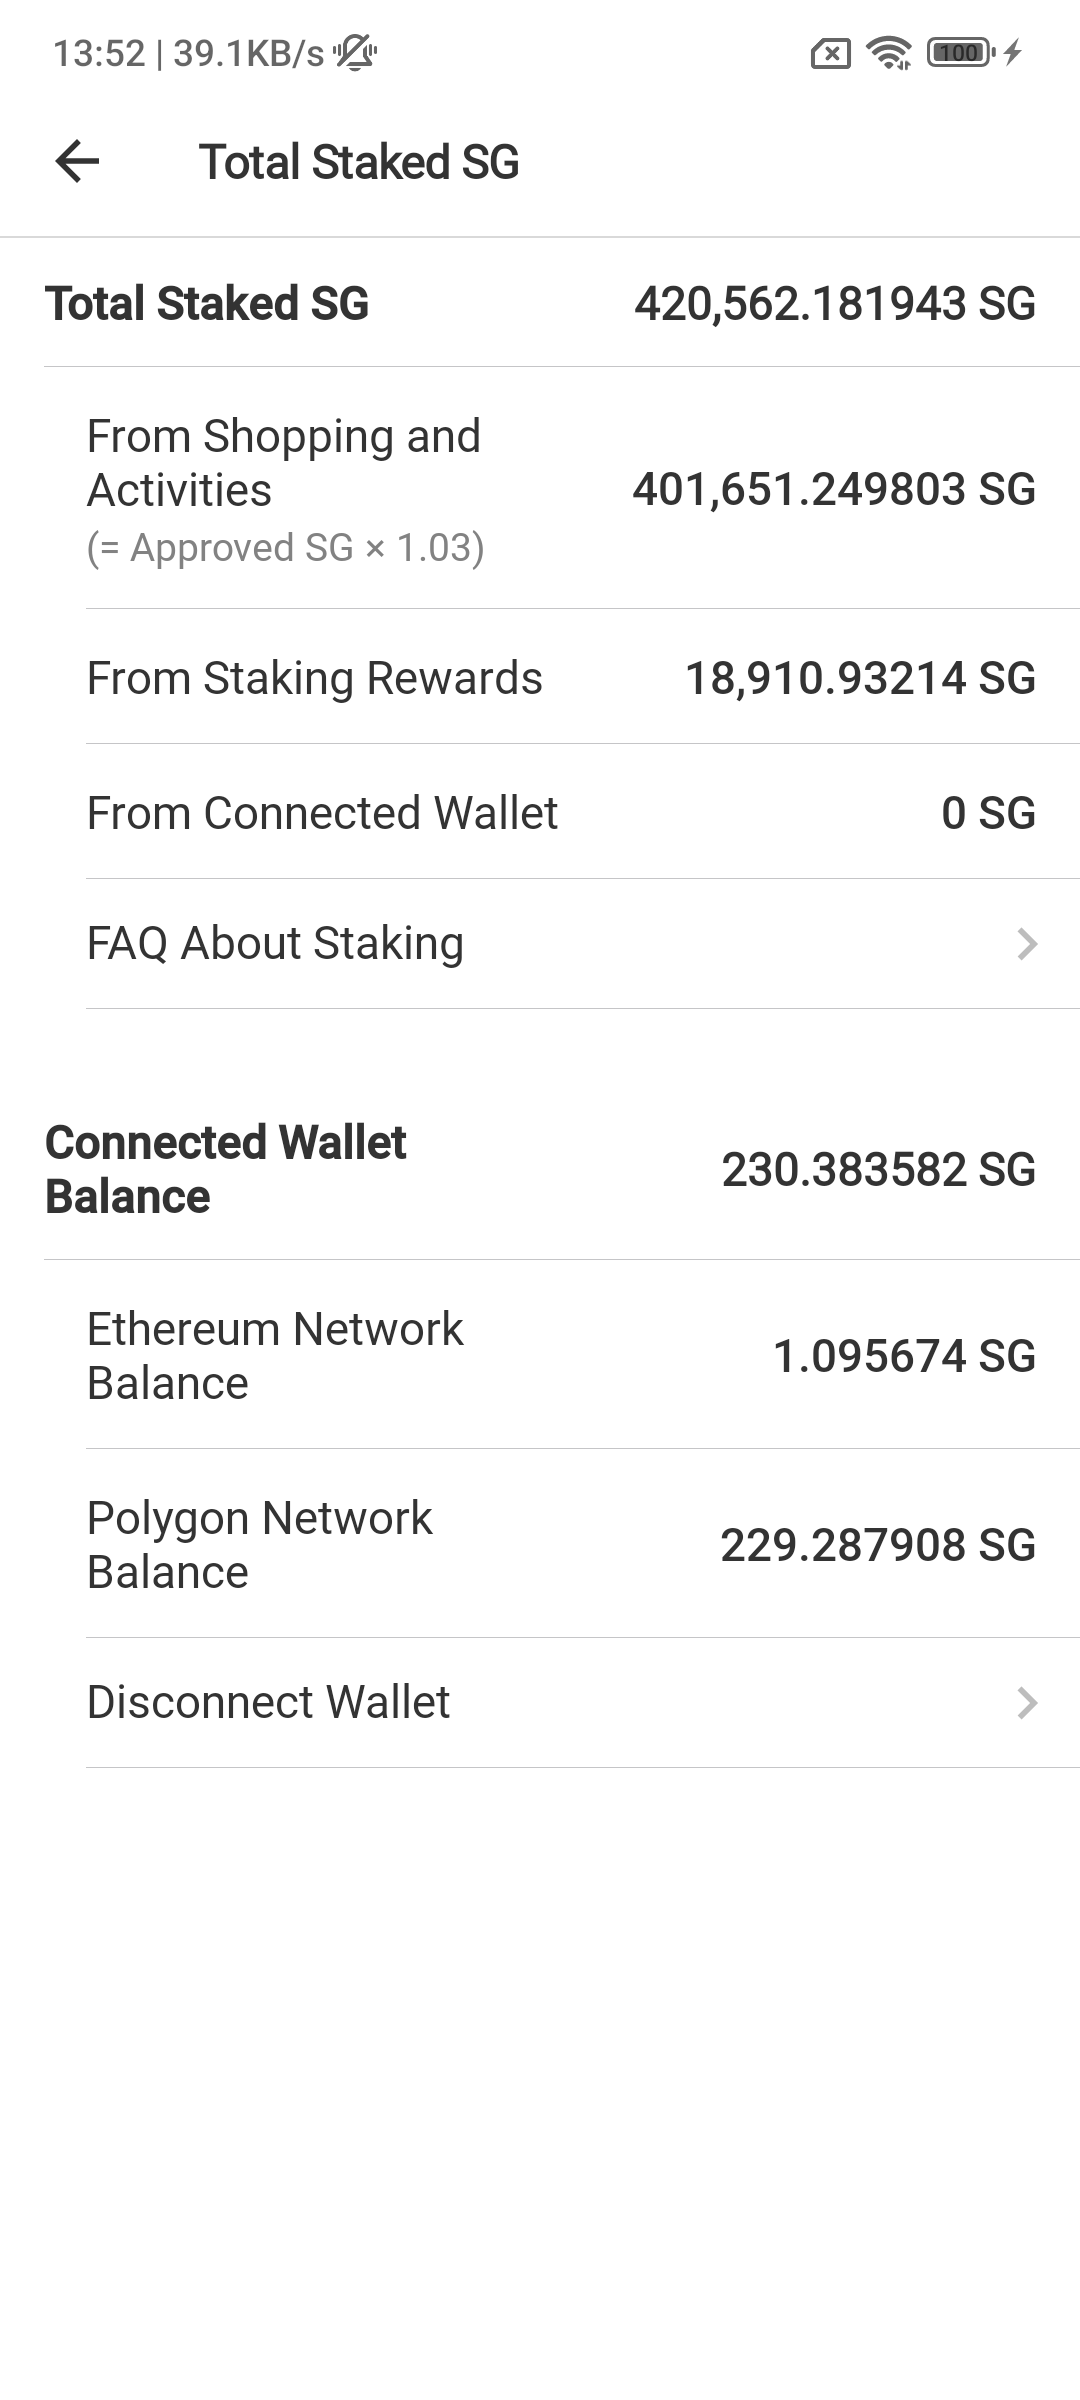 13:52 | 39.1KB/s
100
Total Staked SG
Total Staked SG 420,562.181943 SG
From Shopping and
Activities
401,651.249803 SG
(= Approved SG × 1.03)
From Staking Rewards 18,910.93214 SG
From Connected Wallet 0 SG
FAQ About Staking
Connected Wallet
Balance
230.383582 SG
Ethereum Network
Balance
1.095674 SG
Polygon Network
Balance
229.287908 SG
Disconnect Wallet